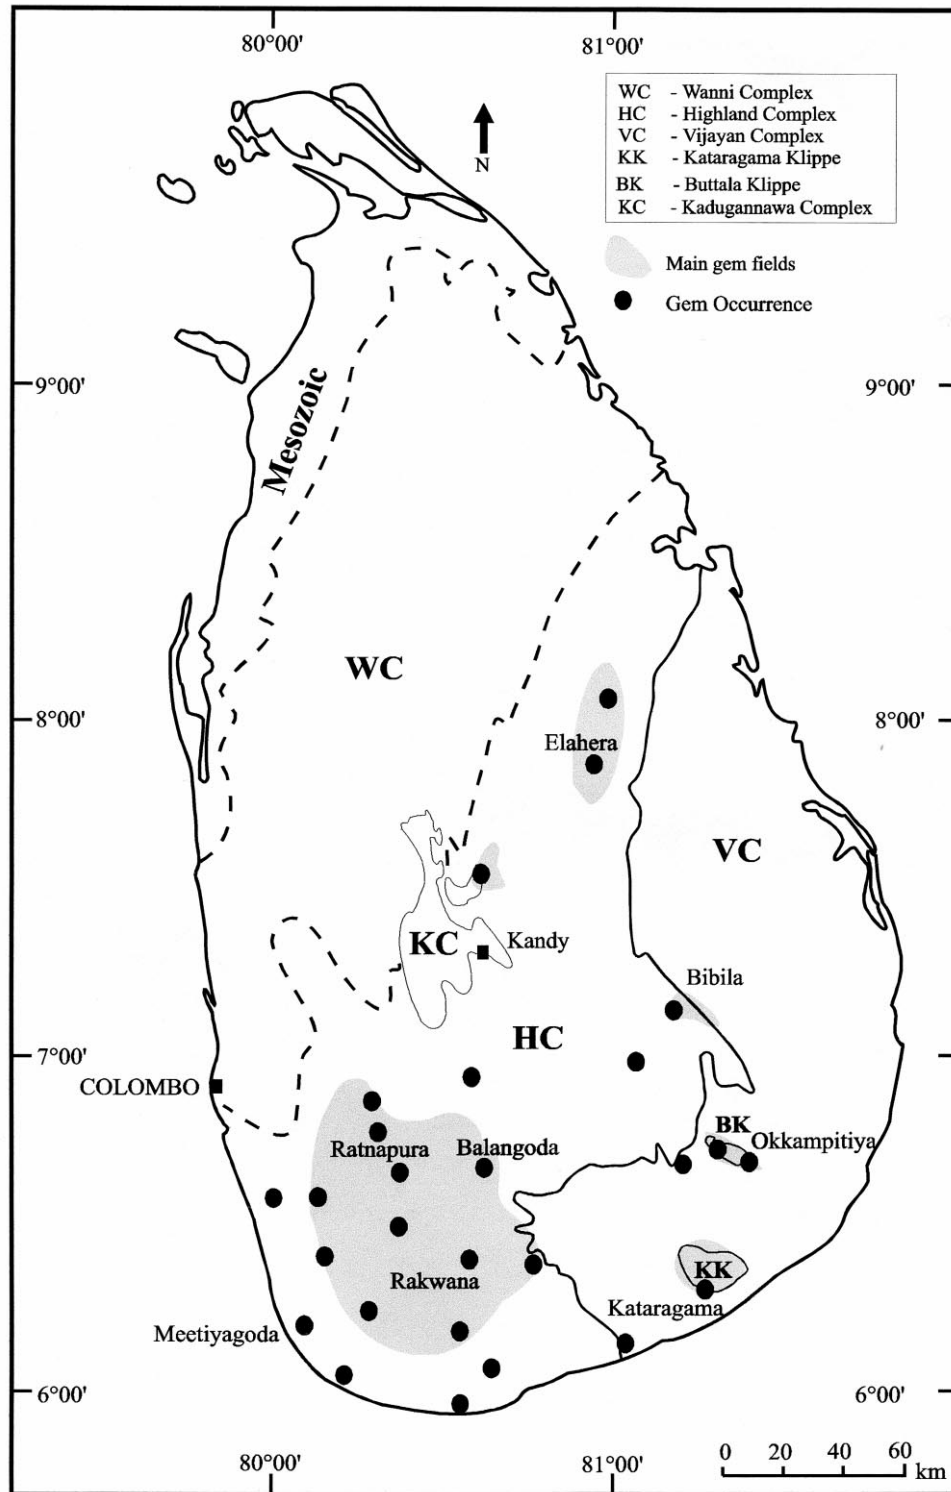 80°00'
81°00'
WC - Wanni Complex
HC - Highland Complex
VC - Vijayan Complex
KK - Kataragama Klippe
BK - Buttala Klippe
KC - Kadugannawa Complex
N
Main gem fields
Gem Occurrence
9°00'
9°00'
Mesozoic
WC
8°00'
8°00'
Elahera
VC
KC
Kandy
Bibila
HC
7°00'
7°00'
COLOMBO
BK
Ratnapura
Balangoda
Okkampitiya
KK
Rakwana
Kataragama
Meetiyagoda
6°00'
6°00'
80°00'
81°00'
0 20 40 60
km